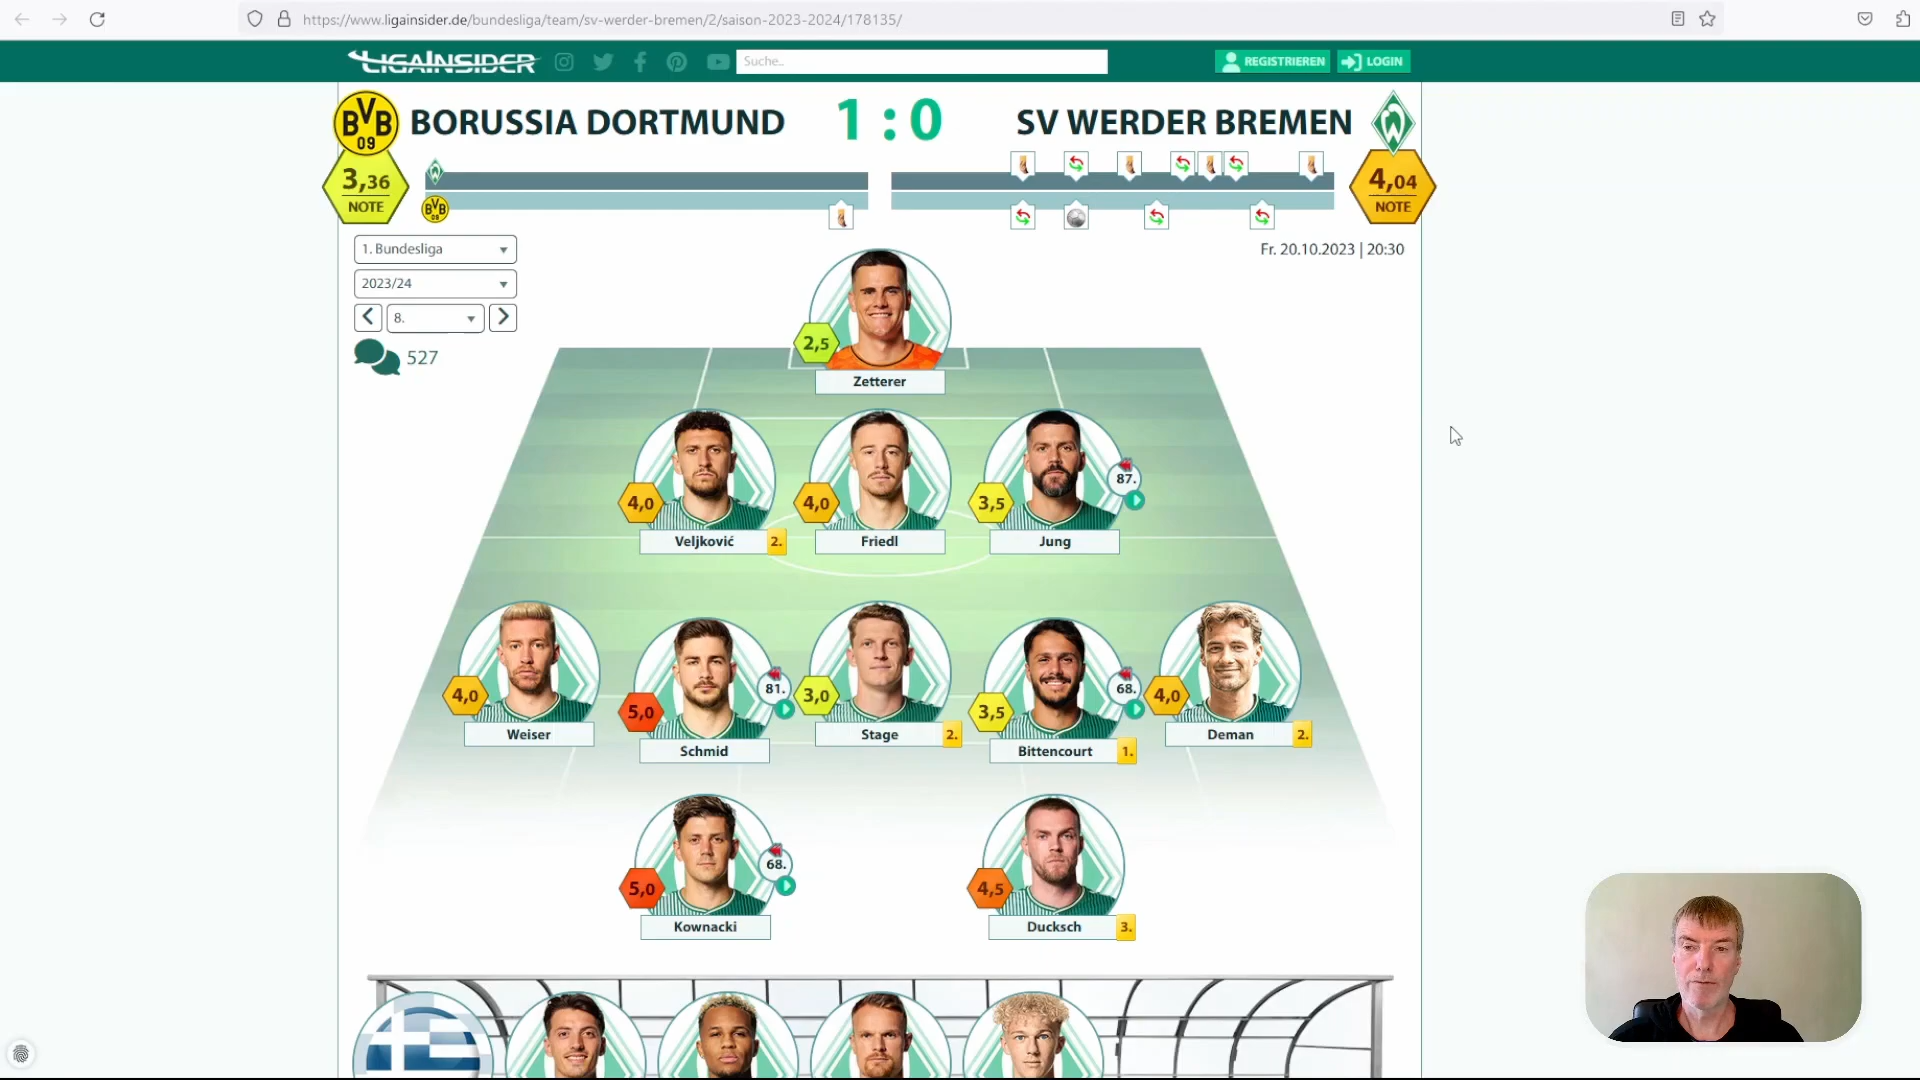 https://www.ligainsider.de/bundesliga/team/sv-werder-bremen/2/saison-2023-2024/178135/
LIGAINSIDER
Suche..
REGISTRIEREN
LOGIN
BVB 09
BORUSSIA DORTMUND
1 : 0
SV WERDER BREMEN
W
3,36
NOTE
4,04
NOTE
BVB 09
1. Bundesliga
Fr. 20.10.2023 | 20:30
2023/24
8.
527
2,5
Zetterer
4,0
Veljković
2.
4,0
Friedl
3,5
Jung
87.
4,0
Weiser
5,0
Schmid
81.
3,0
Stage
2.
3,5
Bittencourt
1.
68.
4,0
Deman
2.
5,0
Kownacki
68.
4,5
Ducksch
3.